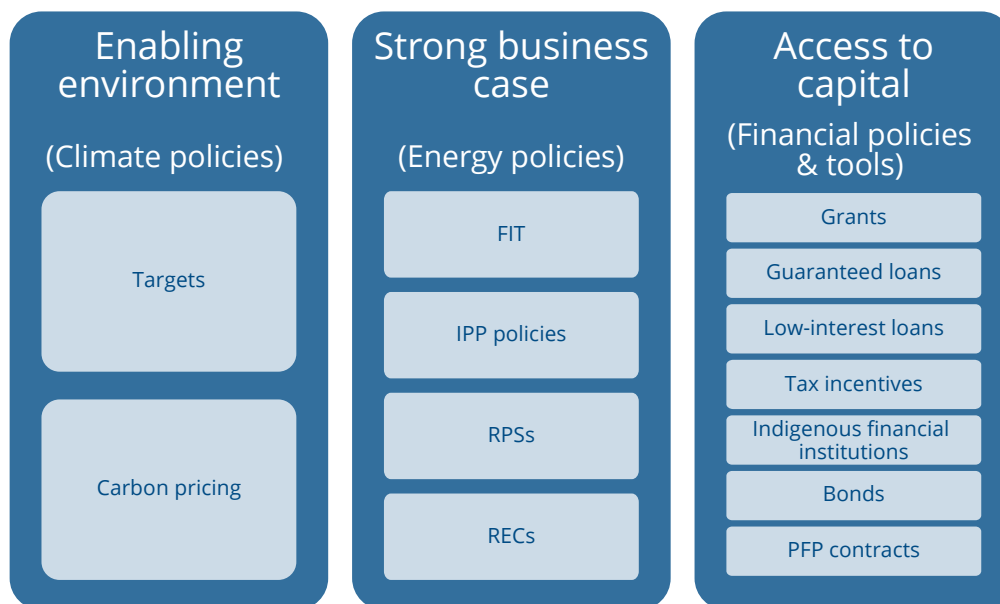 Enabling
environment
(Climate policies)
Targets
Carbon pricing
Strong business
case
(Energy policies)
FIT
IPP policies
RPSs
RECs
Access to
capital
(Financial policies
& tools)
Grants
Guaranteed loans
Low-interest loans
Tax incentives
Indigenous financial
institutions
Bonds
PFP contracts